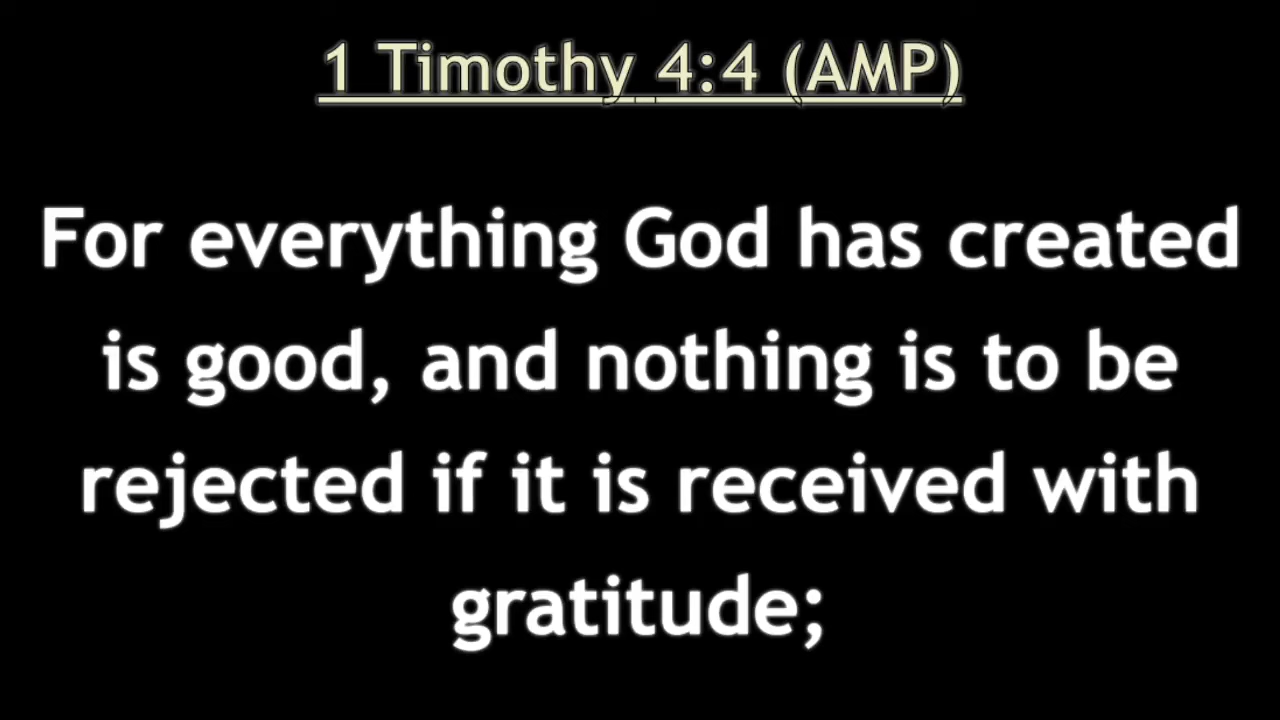 1 Timothy 4:4 (AMP)
For everything God has created
is good, and nothing is to be
rejected if it is received with
gratitude;